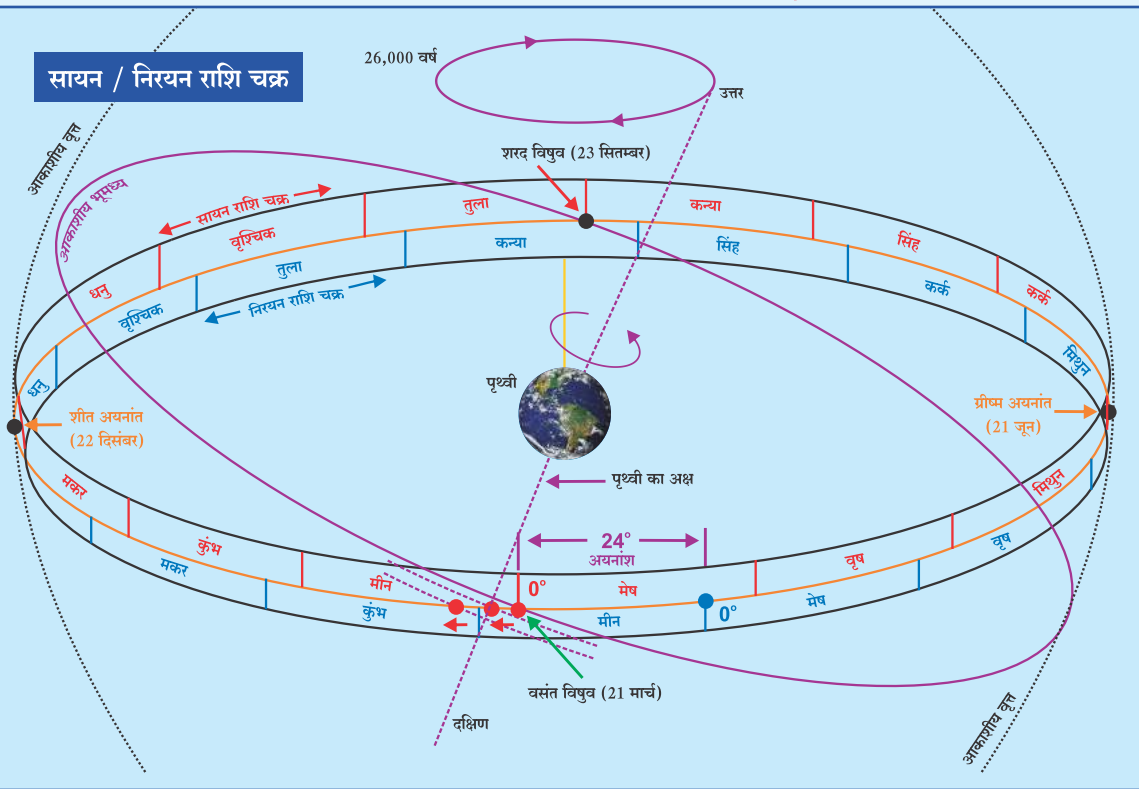 सायन / निरयन राशि चक्र
26,000 वर्ष
उत्तर
आकाशीय वृत्त
शरद विषुव (23 सितम्बर)
आकाशीय भूमध्य
सायन राशि चक्र
तुला
कन्या
वृश्चिक
सिंह
धनु
कर्क
कन्या
सिंह
तुला
कर्क
वृश्चिक
निरयन राशि चक्र
मिथुन
धनु
पृथ्वी
शीत अयनांत
(22 दिसंबर)
ग्रीष्म अयनांत
(21 जून)
पृथ्वी का अक्ष
मकर
मिथुन
कुंभ
24°
अयनांश
वृष
वृष
मकर
मीन
0°
मेष
मेष
कुंभ
मीन
0°
वसंत विषुव (21 मार्च)
दक्षिण
आकाशीय वृत्त